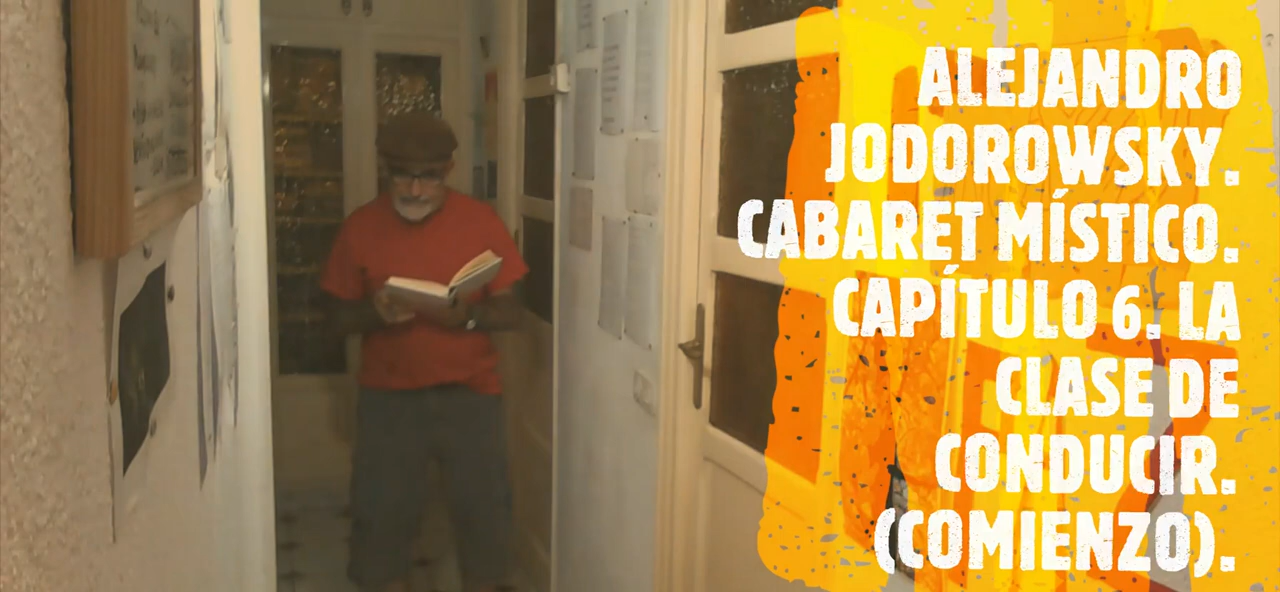 ALEJANDRO
JODOROWSKY.
CABARET MÍSTICO.
CAPÍTULO 6. LA
CLASE DE
CONDUCIR.
(COMIENZO).